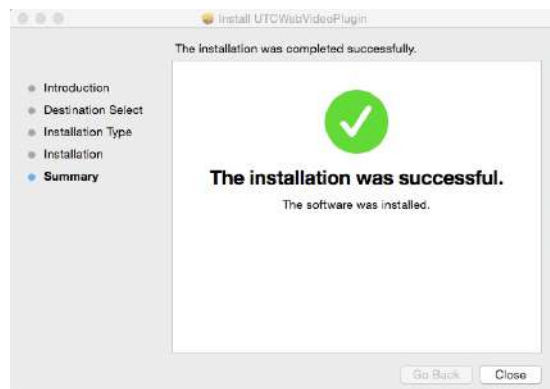 Install UTCWebVideoPlugin
The installation was completed successfully.
Introduction
Destination Select
Installation Type
Installation
Summary
The installation was successful.
The software was installed.
Go Back
Close